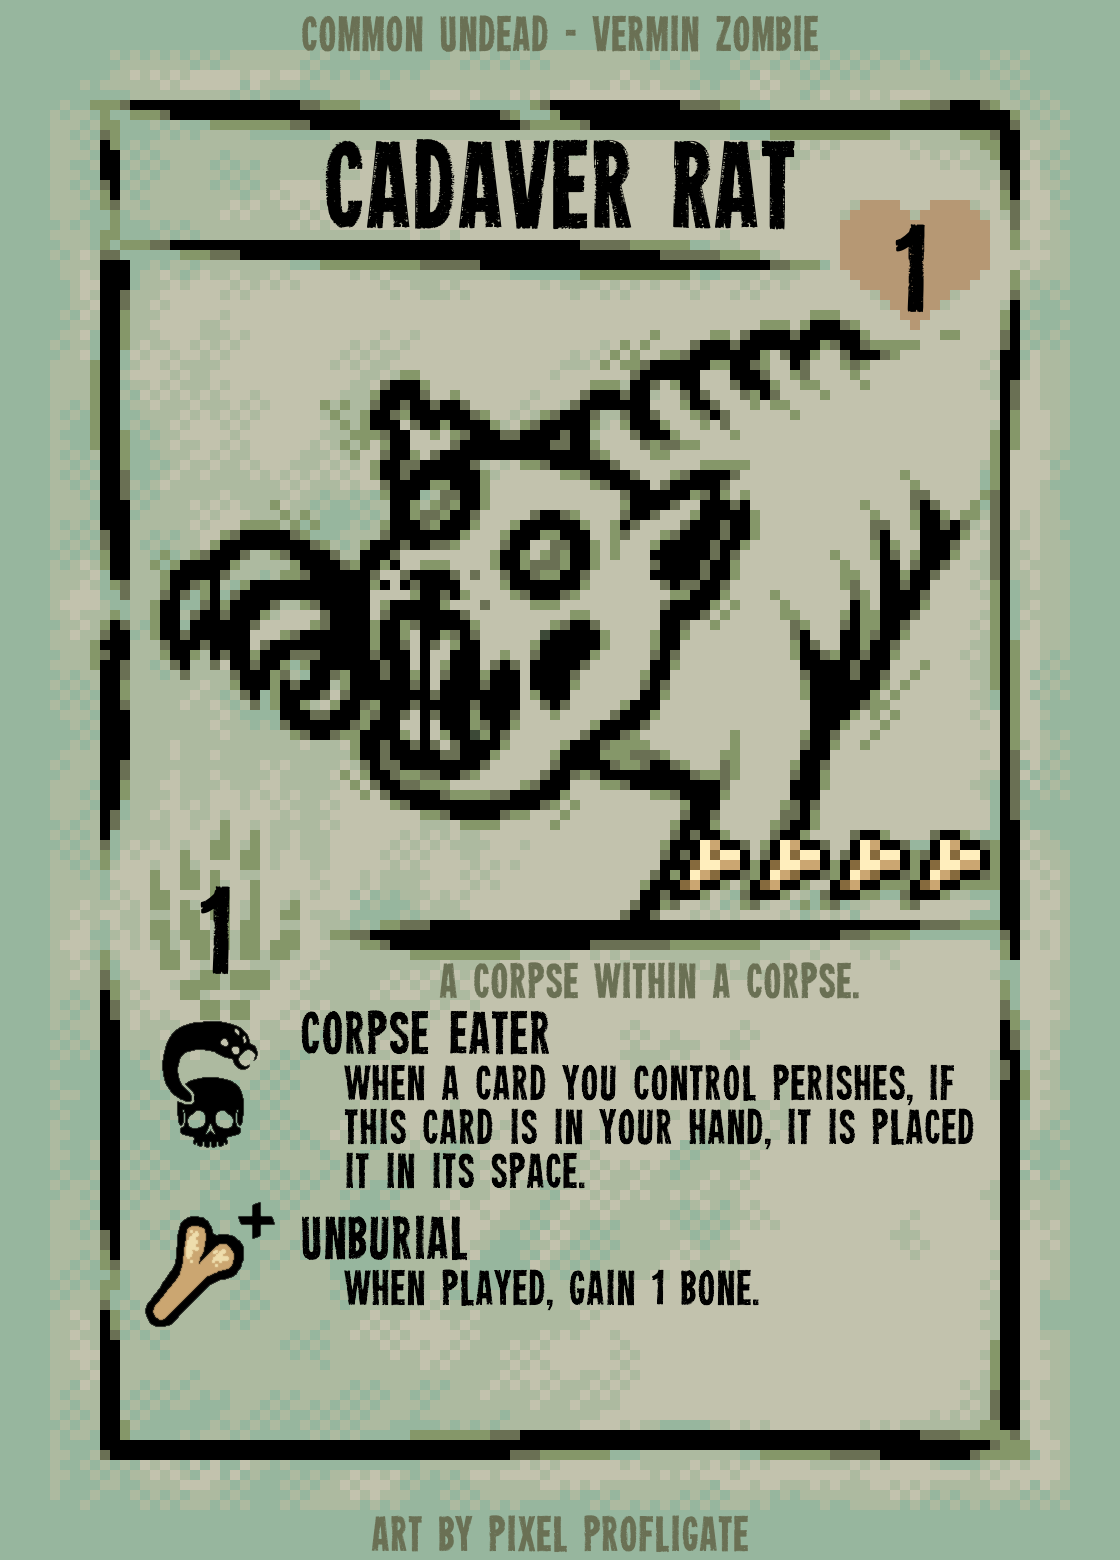 COMMON UNDEAD - VERMIN ZOMBIE
CADAVER RAT
1
1
A CORPSE WITHIN A CORPSE.
CORPSE EATER
WHEN A CARD YOU CONTROL PERISHES, IF
THIS CARD IS IN YOUR HAND, IT IS PLACED
IT IN ITS SPACE.
UNBURIAL
WHEN PLAYED, GAIN 1 BONE.
ART BY PIXEL PROFLIGATE